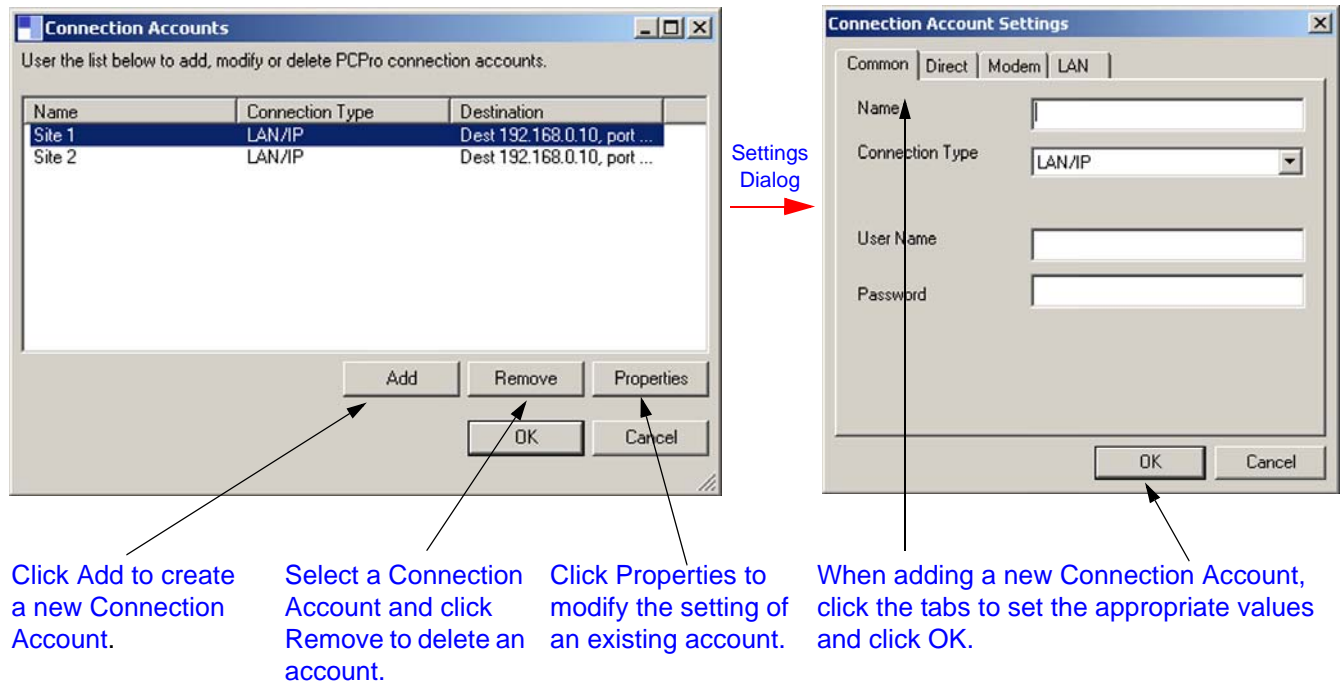 Connection Accounts
User the list below to add, modify or delete PCPro connection accounts.
Name Connection Type Destination
Site 1 LAN/IP Dest 192.168.0.10, port ...
Site 2 LAN/IP Dest 192.168.0.10, port ...
Add Remove Properties
OK Cancel
Settings
Dialog
Connection Account Settings
Common Direct Modem LAN
Name
Connection Type LAN/IP
User Name
Password
OK Cancel
Click Add to create
a new Connection
Account.
Select a Connection
Account and click
Remove to delete an
account.
Click Properties to
modify the setting of
an existing account.
When adding a new Connection Account,
click the tabs to set the appropriate values
and click OK.